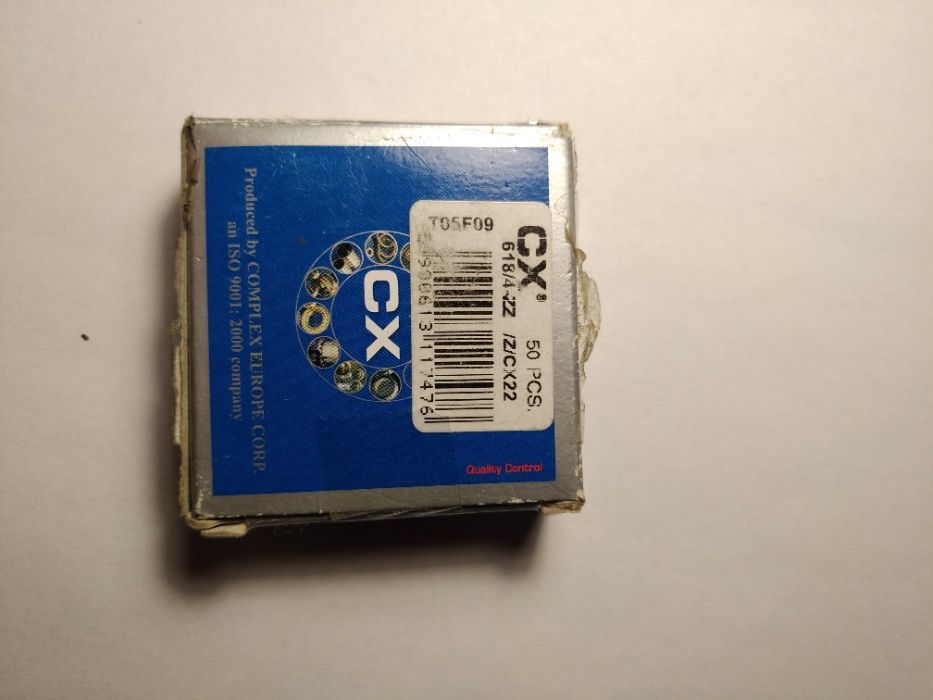 CX® 50 PCS.
618/4-ZZ /Z/CX22
T05F09
CX
Produced by COMPLEX EUROPE CORP.
an ISO 9001: 2000 company
Quality Control